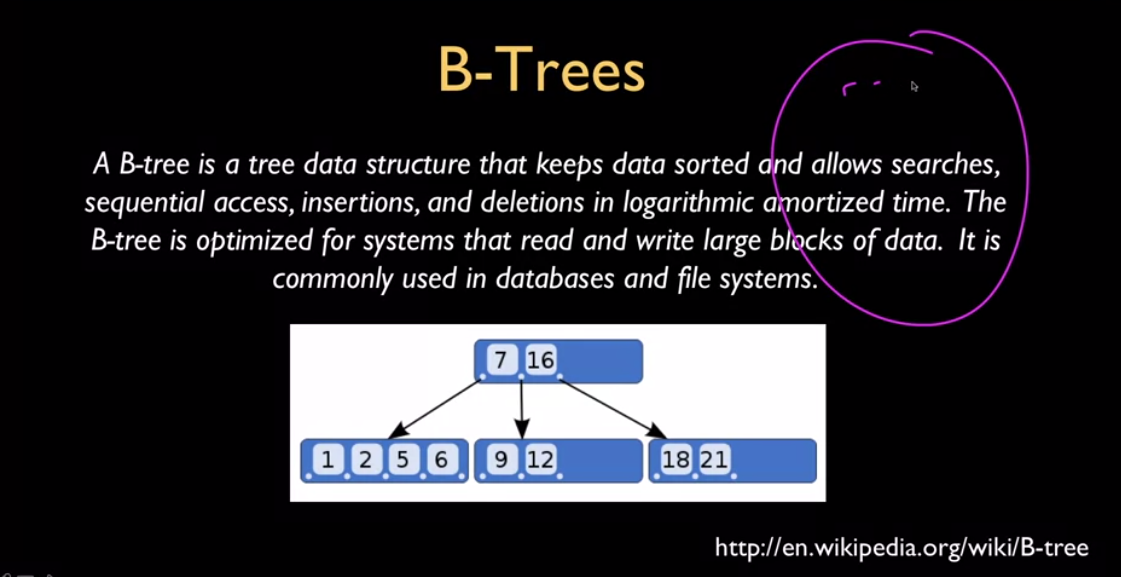 B-Trees
A B-tree is a tree data structure that keeps data sorted and allows searches,
sequential access, insertions, and deletions in logarithmic amortized time. The
B-tree is optimized for systems that read and write large blocks of data. It is
commonly used in databases and file systems.
7 16
1 2 5 6 9 12 18 21
http://en.wikipedia.org/wiki/B-tree